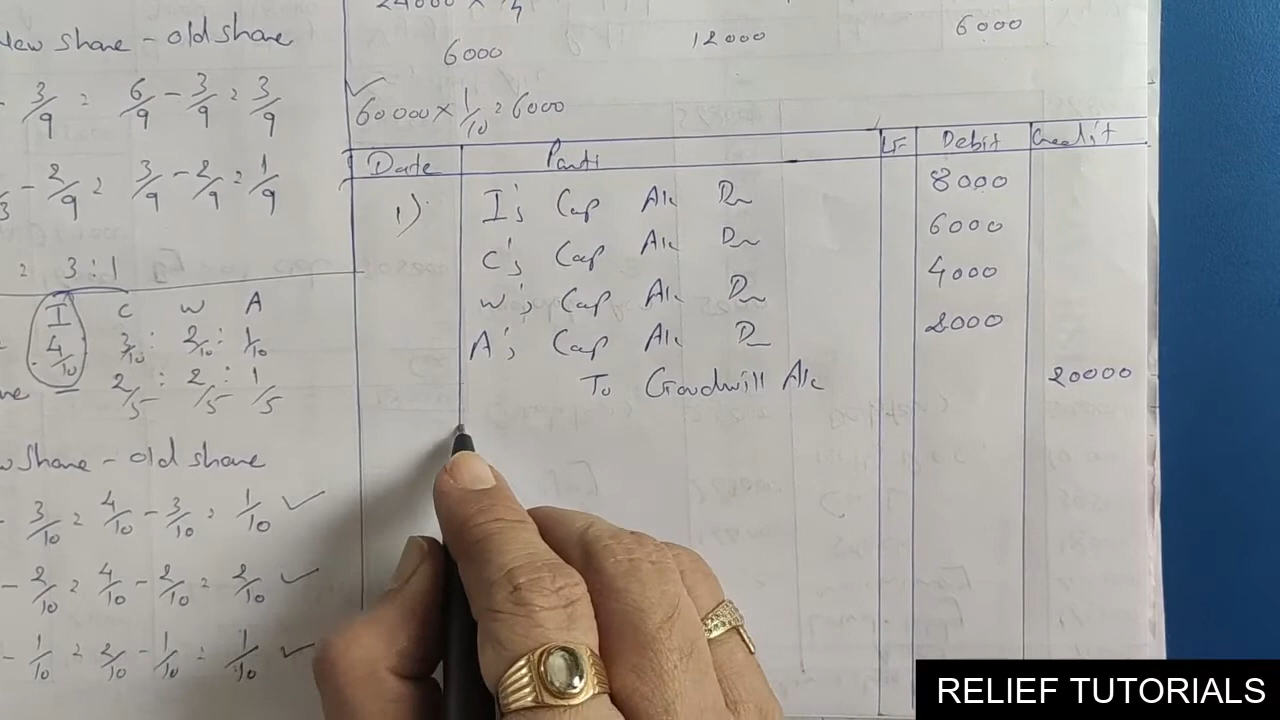 New share - old share
- 3/9 = 6/9 - 3/9 = 3/9
- 2/9 = 3/9 - 2/9 = 1/9
= 3:1
I C W A
4/10 3/10 : 2/10 : 1/10
2/5 : 2/5 : 1/5
share - old share
- 3/10 = 4/10 - 3/10 = 1/10 ✓
- 2/10 = 4/10 - 2/10 = 2/10 ✓
- 1/10 = 2/10 - 1/10 = 1/10 ✓
24000 × 1/4
6000 12000 6000
60000 × 1/10 = 6000
Date Parti LF Debit Credit
1) I's Cap A/c Dr 8000
C's Cap A/c Dr 6000
W's Cap A/c Dr 4000
A's Cap A/c Dr 2000
To Goodwill A/c 20000
RELIEF TUTORIALS